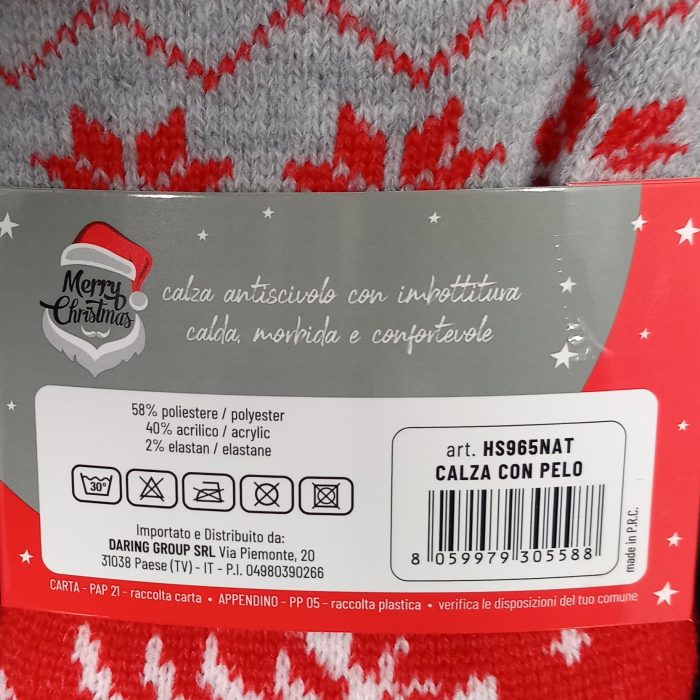 Merry
Christmas
calza antiscivolo con imbottitura
calda, morbida e confortevole
58% poliestere / polyester
40% acrilico / acrylic
2% elastan / elastane
30°
Importato e Distribuito da:
DARING GROUP SRL Via Piemonte, 20
31038 Paese (TV) - IT - P.I. 04980390266
art. HS965NAT
CALZA CON PELO
8 059979 305588
made in P.R.C.
CARTA - PAP 21 - raccolta carta • APPENDINO - PP 05 - raccolta plastica • verifica le disposizioni del tuo comune